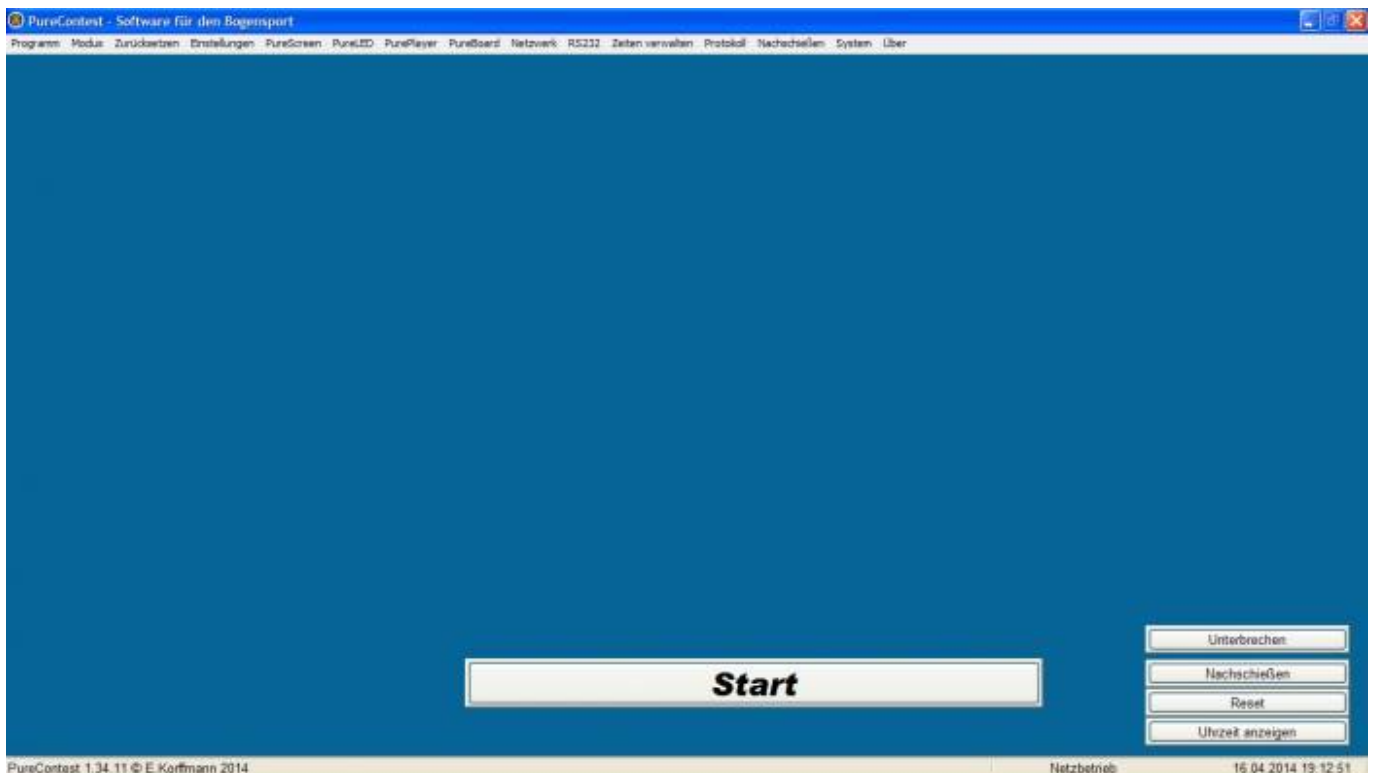 PureContest - Software für den Bogensport
Programm Modus Zurücksetzen Einstellungen PureScreen PureLED PurePlayer PureBoard Netzwerk RS232 Zeiten verwalten Protokoll Nachschießen System Über
Unterbrechen
Start
Nachschießen
Reset
Uhrzeit anzeigen
PureContest 1.34.11 © E.Korffmann 2014 Netzbetrieb 16.04.2014 19:12:51